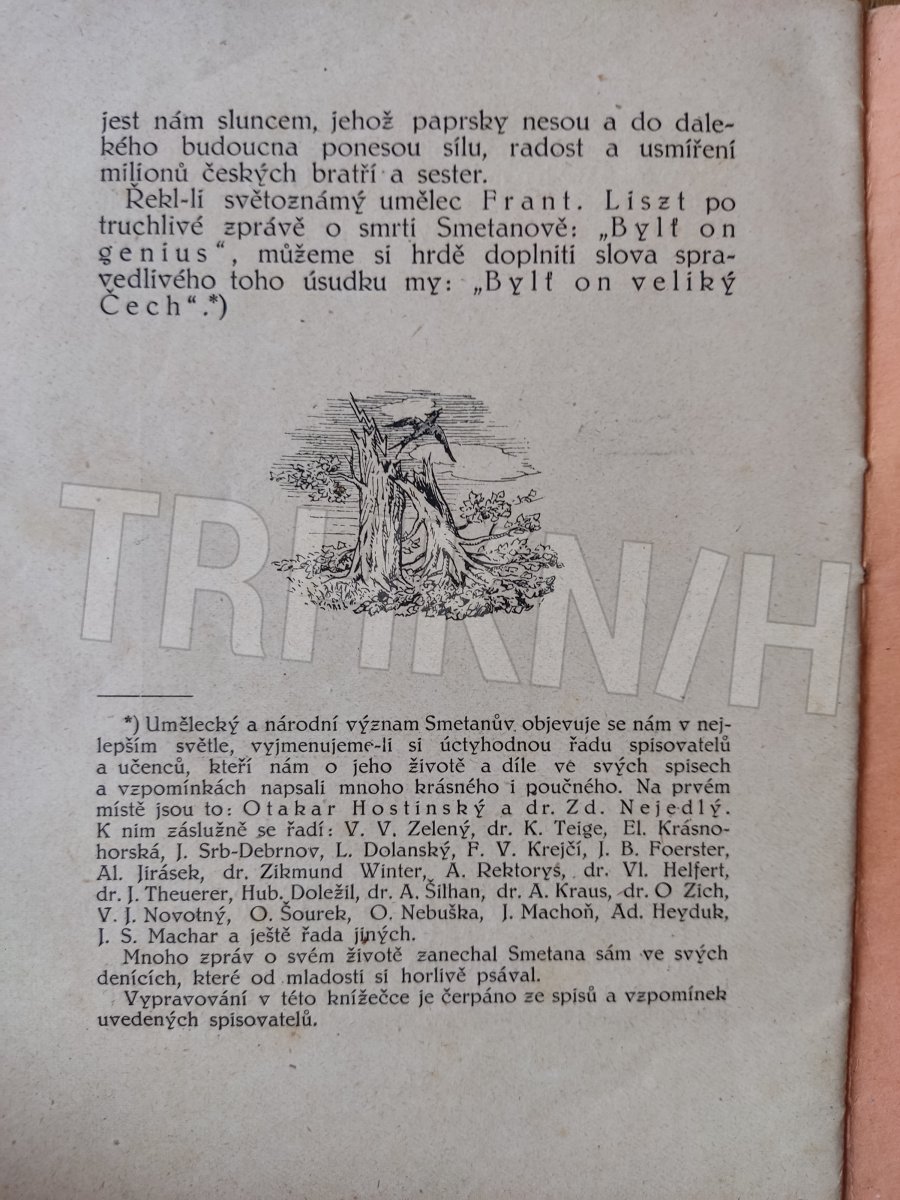 jest nám sluncem, jehož paprsky nesou a do dale-
kého budoucna ponesou sílu, radost a usmíření
milionů českých bratří a sester.
Řekl-li světoznámý umělec Frant. Liszt po
truchlivé zprávě o smrti Smetanově: „Bylť on
genius“, můžeme si hrdě doplniti slova spra-
vedlivého toho úsudku my: „Bylť on veliký
Čech“.*)
*) Umělecký a národní význam Smetanův objevuje se nám v nej-
lepším světle, vyjmenujeme-li si úctyhodnou řadu spisovatelů
a učenců, kteří nám o jeho životě a díle ve svých spisech
a vzpomínkách napsali mnoho krásného i poučného. Na prvém
místě jsou to: Otakar Hostinský a dr. Zd. Nejedlý.
K nim záslužně se řadí: V. V. Zelený, dr. K. Teige, El. Krásno-
horská, J. Srb-Debrnov, L. Dolanský, F. V. Krejčí, J. B. Foerster,
Al. Jirásek, dr. Zikmund Winter, A. Rektorys, dr. Vl. Helfert,
dr. J. Theuerer, Hub. Doležil, dr. A. Šilhan, dr. A. Kraus, dr. O Zich,
V. J. Novotný, O. Šourek, O. Nebuška, J. Machoň, Ad. Heyduk,
J. S. Machar a ještě řada jiných.
Mnoho zpráv o svém životě zanechal Smetana sám ve svých
denících, které od mladosti si horlivě psával.
Vypravování v této knížečce je čerpáno ze spisů a vzpomínek
uvedených spisovatelů.